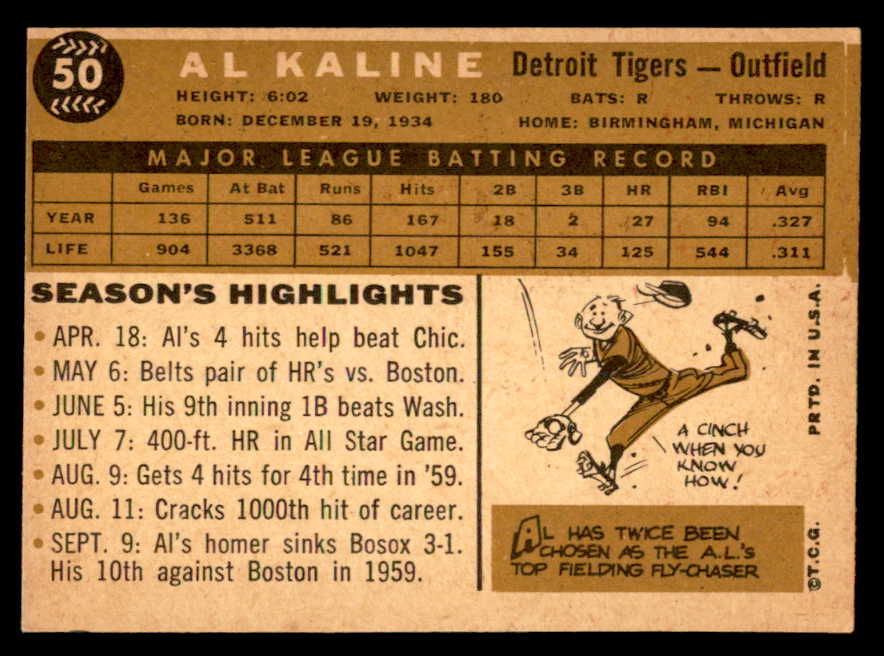 50
AL KALINE Detroit Tigers — Outfield
HEIGHT: 6:02 WEIGHT: 180 BATS: R THROWS: R
BORN: DECEMBER 19, 1934 HOME: BIRMINGHAM, MICHIGAN
MAJOR LEAGUE BATTING RECORD
Games At Bat Runs Hits 2B 3B HR RBI Avg
YEAR 136 511 86 167 18 2 27 94 .327
LIFE 904 3368 521 1047 155 34 125 544 .311
SEASON'S HIGHLIGHTS
• APR. 18: Al's 4 hits help beat Chic.
• MAY 6: Belts pair of HR's vs. Boston.
• JUNE 5: His 9th inning 1B beats Wash.
• JULY 7: 400-ft. HR in All Star Game.
• AUG. 9: Gets 4 hits for 4th time in '59.
• AUG. 11: Cracks 1000th hit of career.
• SEPT. 9: Al's homer sinks Bosox 3-1.
His 10th against Boston in 1959.
A CINCH
WHEN YOU
KNOW
HOW!
AL HAS TWICE BEEN
CHOSEN AS THE A.L.'S
TOP FIELDING FLY-CHASER
©T.C.G. PRTD. IN U.S.A.